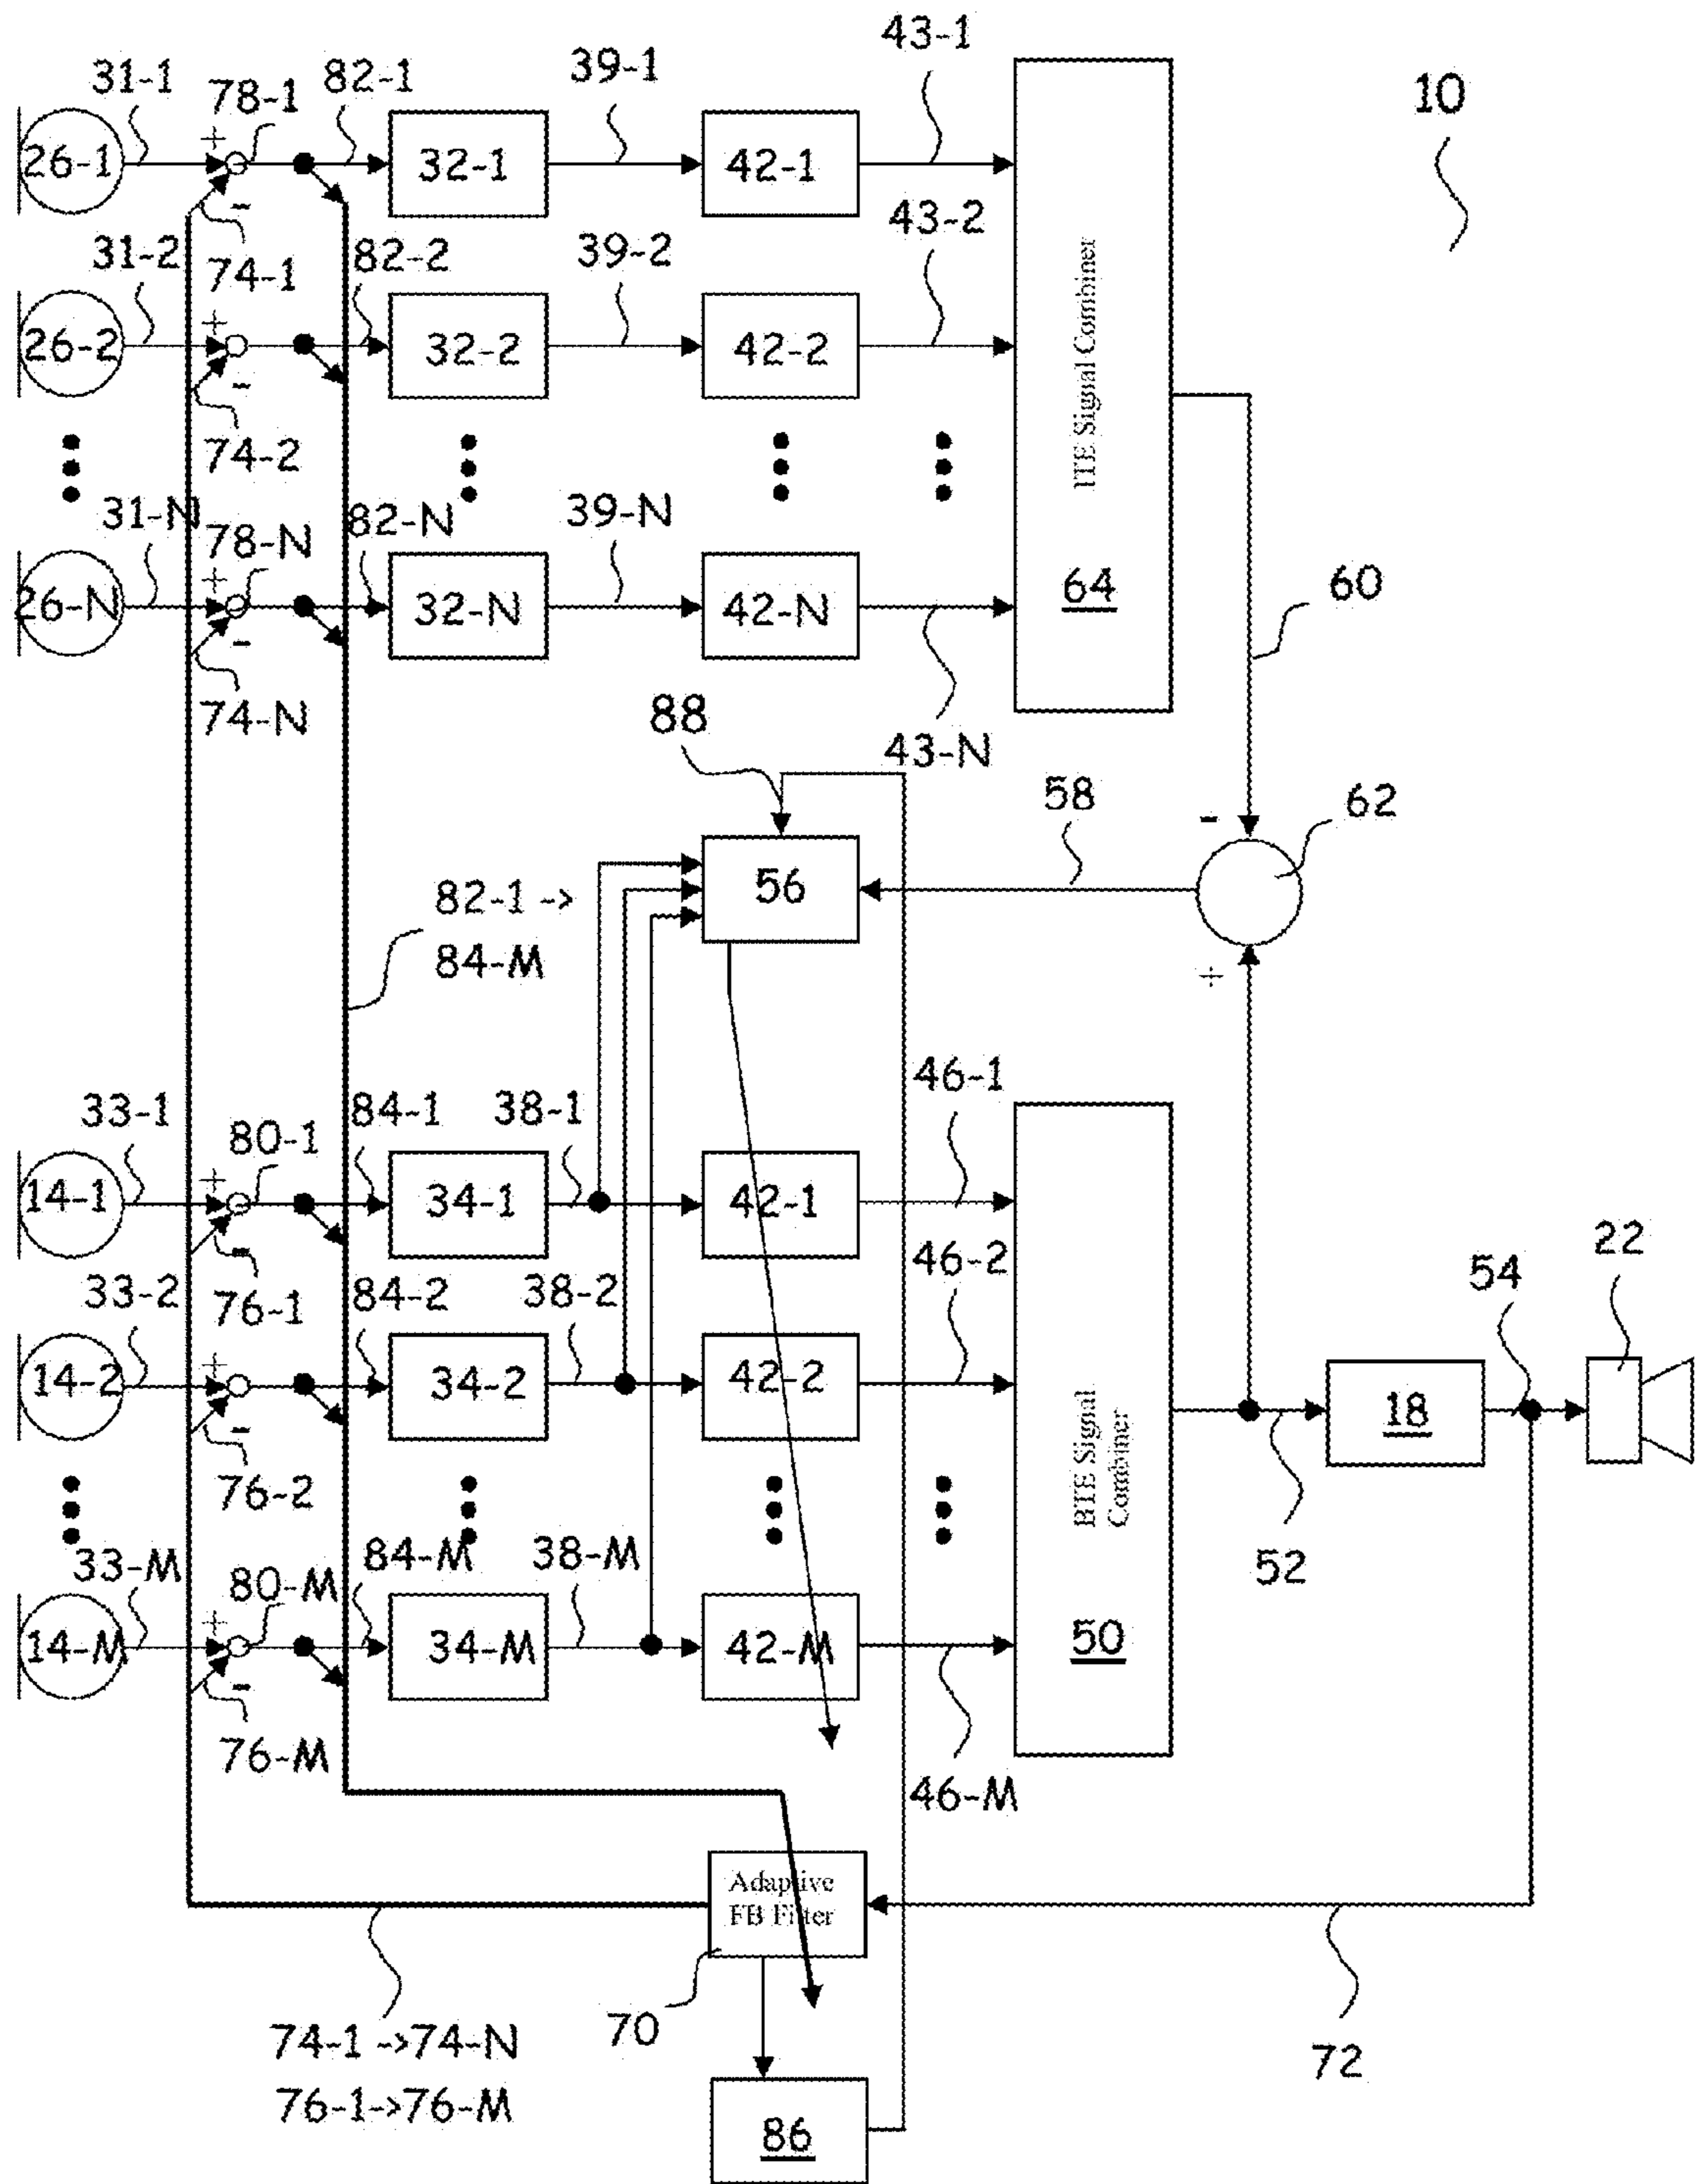 43-1
31-1
78-1
82-1
39-1
10
+
26-1
32-1
42-1
-
43-2
31-2
74-1
82-2
39-2
ITE Signal Combiner
+
26-2
32-2
42-2
-
74-2
31-N
78-N
82-N
39-N
64
60
+
26-N
32-N
42-N
-
74-N
88
43-N
58
62
-
56
82-1 ->
84-M
+
46-1
33-1
80-1
84-1
38-1
+
14-1
34-1
42-1
-
46-2
22
33-2
76-1
84-2
38-2
54
+
14-2
34-2
42-2
18
-
BTE Signal
Combiner
76-2
33-M
80-M
84-M
38-M
52
+
14-M
34-M
42-M
50
-
76-M
46-M
Adaptive
FB Filter
70
74-1 ->74-N
72
76-1->76-M
86